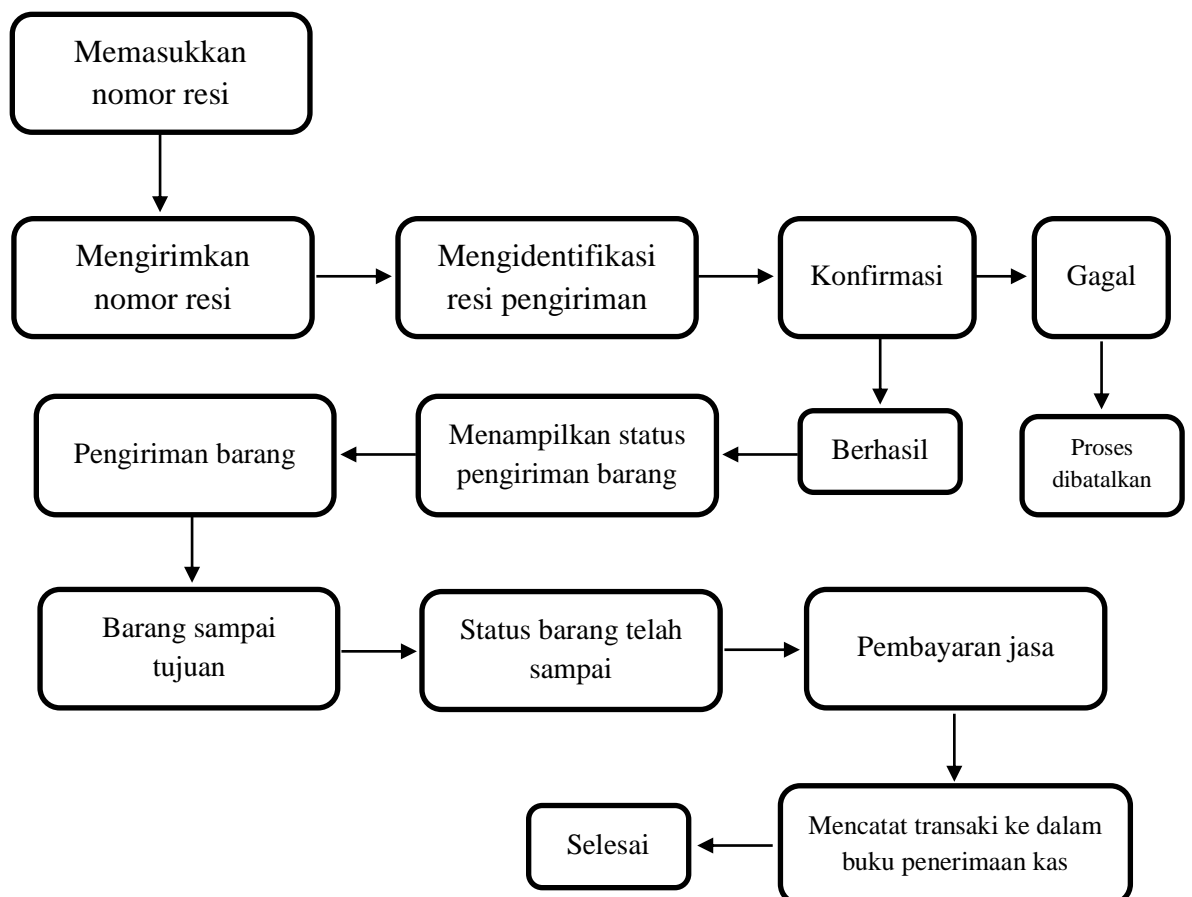 Memasukkan
nomor resi
Mengirimkan
nomor resi
Mengidentifikasi
resi pengiriman
Konfirmasi
Gagal
Pengiriman barang
Menampilkan status
pengiriman barang
Berhasil
Proses
dibatalkan
Barang sampai
tujuan
Status barang telah
sampai
Pembayaran jasa
Selesai
Mencatat transaki ke dalam
buku penerimaan kas